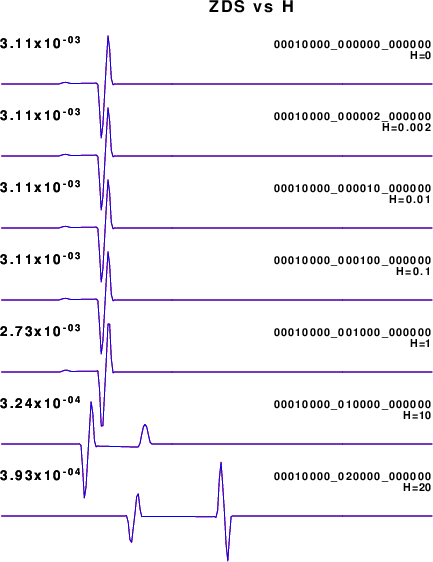 ZDS vs H
3.11x10⁻⁰³ 00010000_000000_000000
H=0
3.11x10⁻⁰³ 00010000_000002_000000
H=0.002
3.11x10⁻⁰³ 00010000_000010_000000
H=0.01
3.11x10⁻⁰³ 00010000_000100_000000
H=0.1
2.73x10⁻⁰³ 00010000_001000_000000
H=1
3.24x10⁻⁰⁴ 00010000_010000_000000
H=10
3.93x10⁻⁰⁴ 00010000_020000_000000
H=20